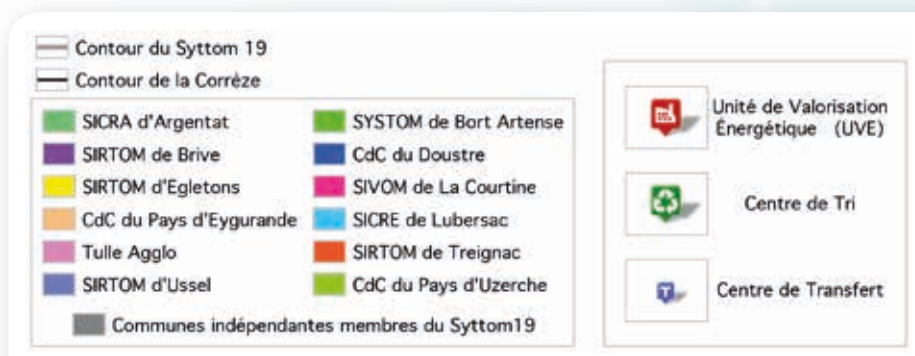 Contour du Syttom 19
Contour de la Corrèze
SICRA d'Argentat
SIRTOM de Brive
SIRTOM d'Egletons
CdC du Pays d'Eygurande
Tulle Agglo
SIRTOM d'Ussel
SYSTOM de Bort Artense
CdC du Doustre
SIVOM de La Courtine
SICRE de Lubersac
SIRTOM de Treignac
CdC du Pays d'Uzerche
Communes indépendantes membres du Syttom19
Unité de Valorisation
Énergétique (UVE)
Centre de Tri
T
Centre de Transfert